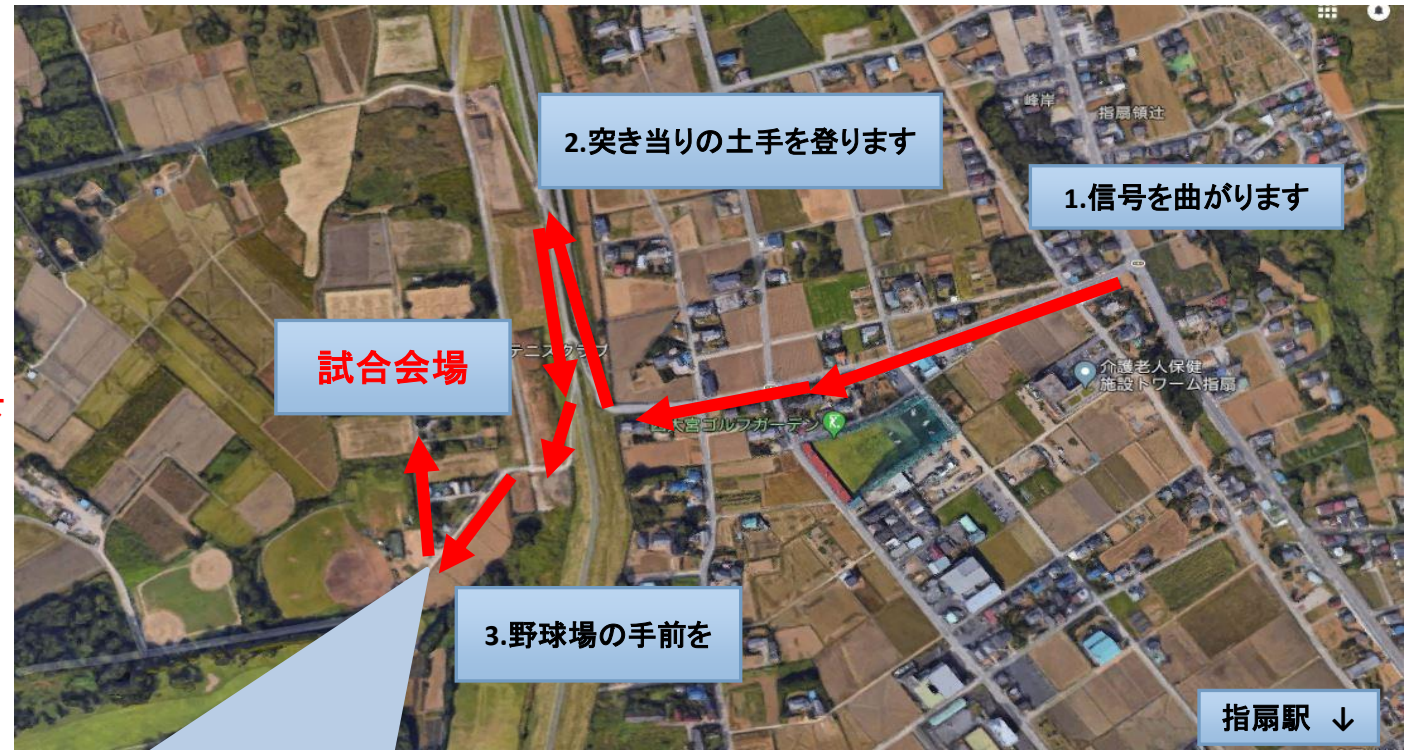 峰岸
指扇領辻
2.突き当りの土手を登ります
1.信号を曲がります
テニスクラブ
試合会場
介護老人保健
施設トワーム指扇
大宮ゴルフガーデン
3.野球場の手前を
指扇駅 ↓